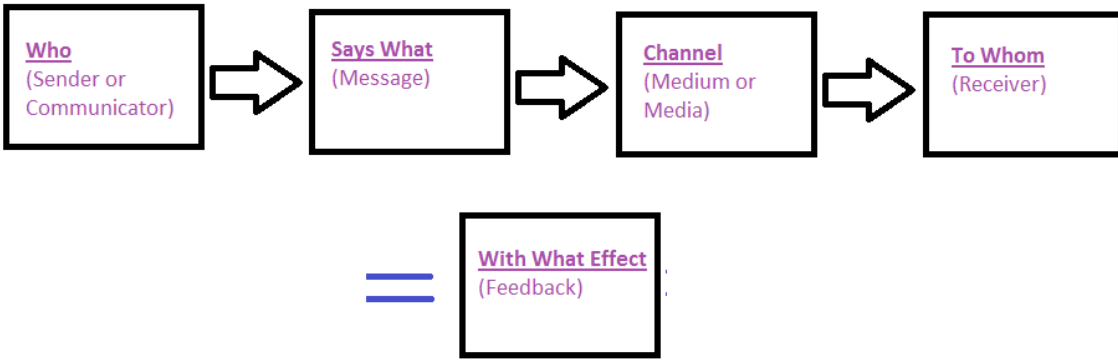 Who
(Sender or
Communicator)
Says What
(Message)
Channel
(Medium or
Media)
To Whom
(Receiver)
With What Effect
(Feedback)